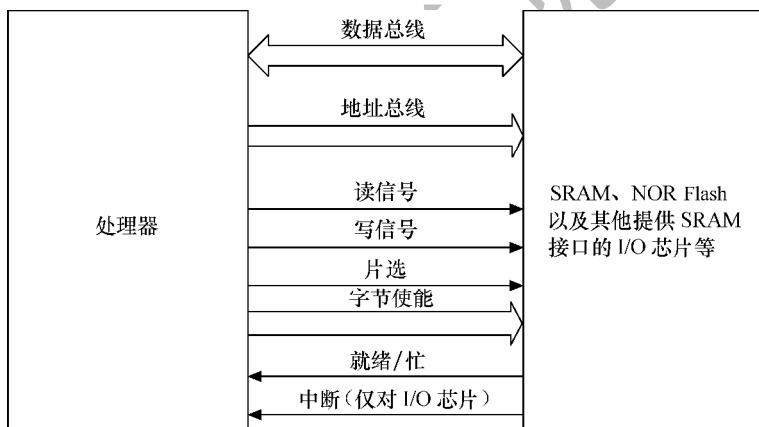 数据总线
地址总线
读信号
写信号
片选
字节使能
就绪/忙
中断(仅对 I/O 芯片)
处理器
SRAM、NOR Flash
以及其他提供 SRAM
接口的 I/O 芯片等